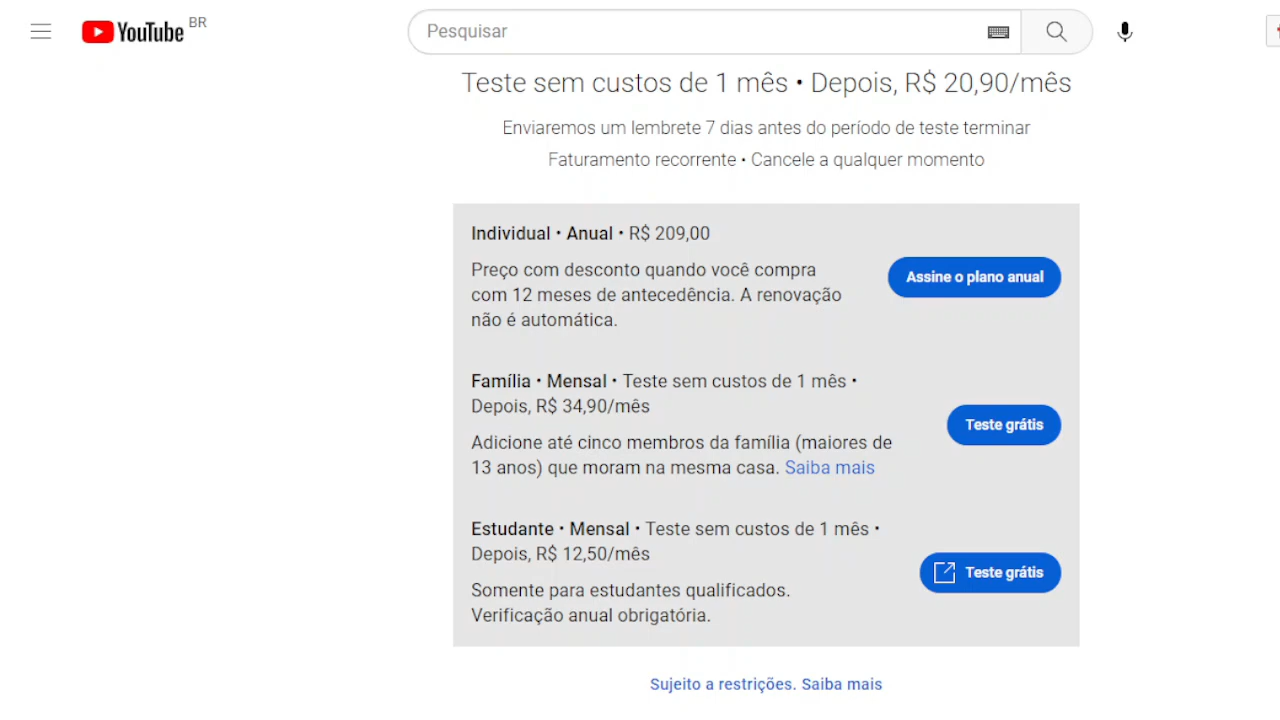 YouTube BR
Pesquisar
Teste sem custos de 1 mês • Depois, R$ 20,90/mês
Enviaremos um lembrete 7 dias antes do período de teste terminar
Faturamento recorrente • Cancele a qualquer momento
Individual • Anual • R$ 209,00
Preço com desconto quando você compra
com 12 meses de antecedência. A renovação
não é automática.
Assine o plano anual
Família • Mensal • Teste sem custos de 1 mês •
Depois, R$ 34,90/mês
Adicione até cinco membros da família (maiores de
13 anos) que moram na mesma casa. Saiba mais
Teste grátis
Estudante • Mensal • Teste sem custos de 1 mês •
Depois, R$ 12,50/mês
Somente para estudantes qualificados.
Verificação anual obrigatória.
Teste grátis
Sujeito a restrições. Saiba mais